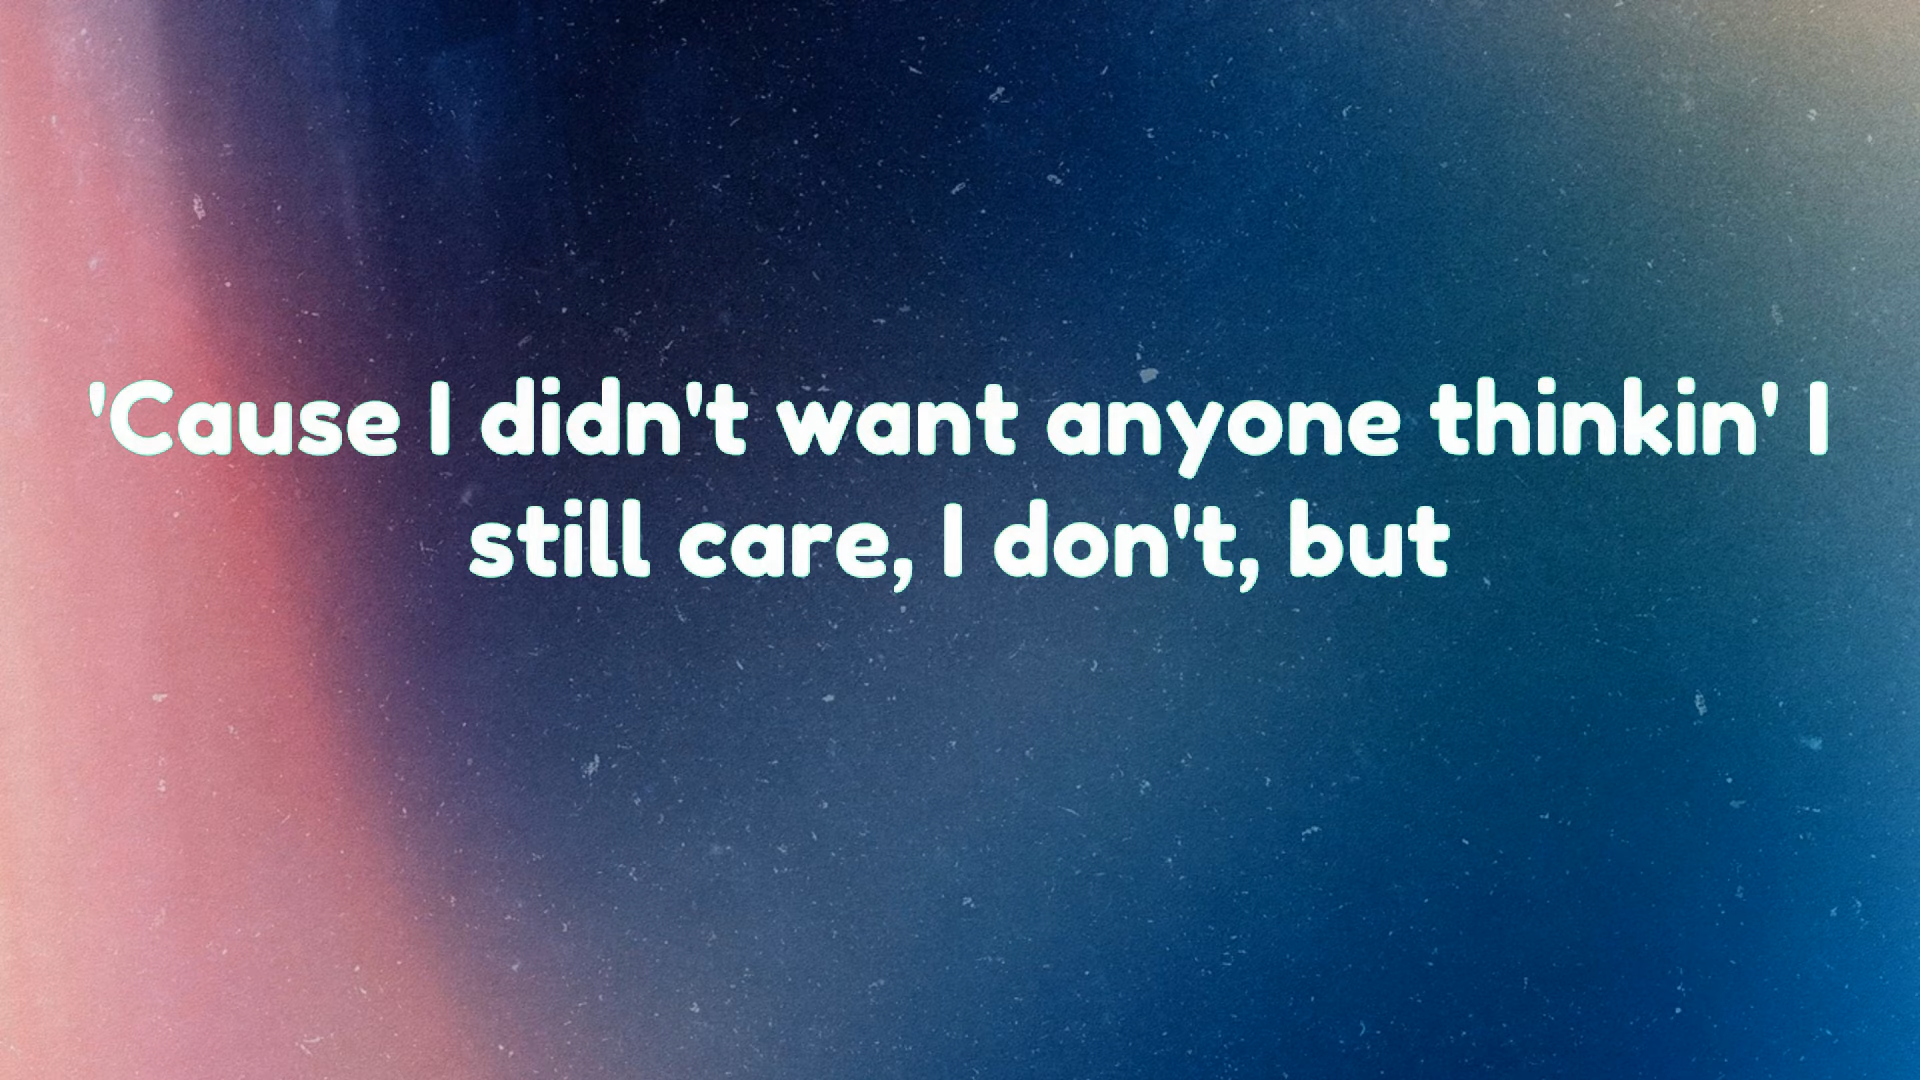 'Cause I didn't want anyone thinkin' I
still care, I don't, but